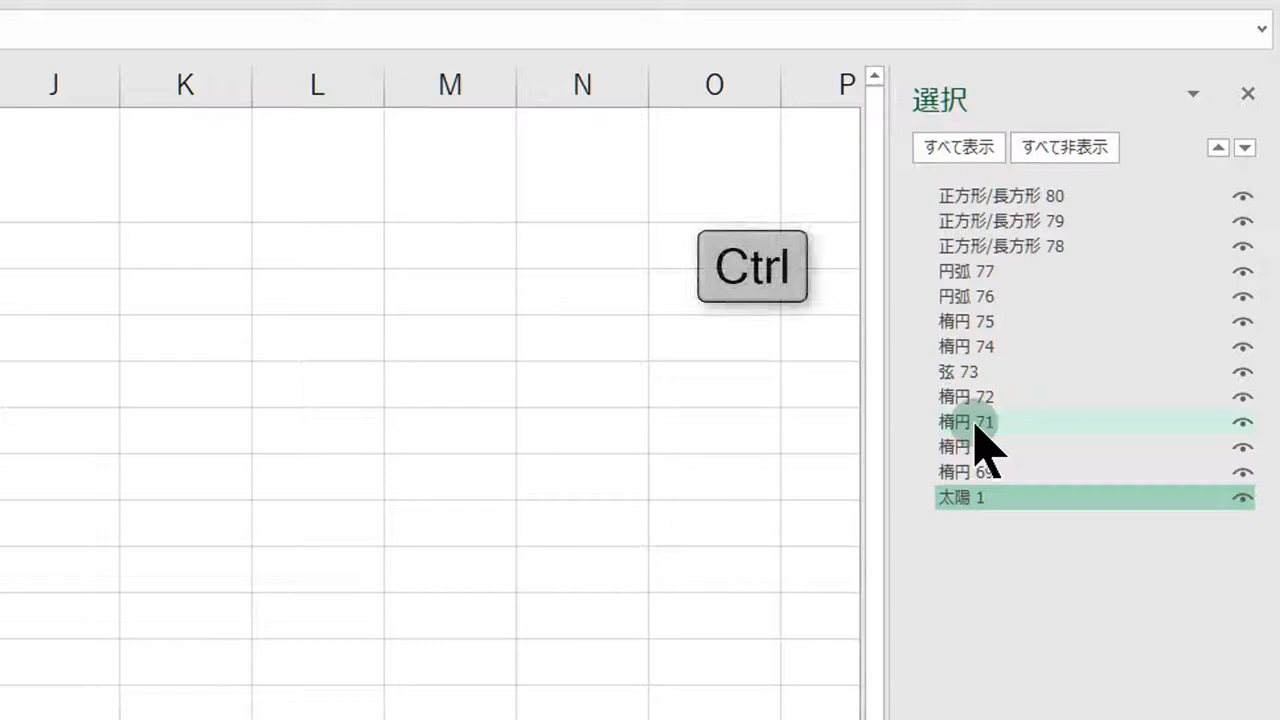 J K L M N O P
選択
すべて表示 すべて非表示
正方形/長方形 80
正方形/長方形 79
正方形/長方形 78
円弧 77
円弧 76
楕円 75
楕円 74
弦 73
楕円 72
楕円 71
楕円
楕円 69
太陽 1
Ctrl